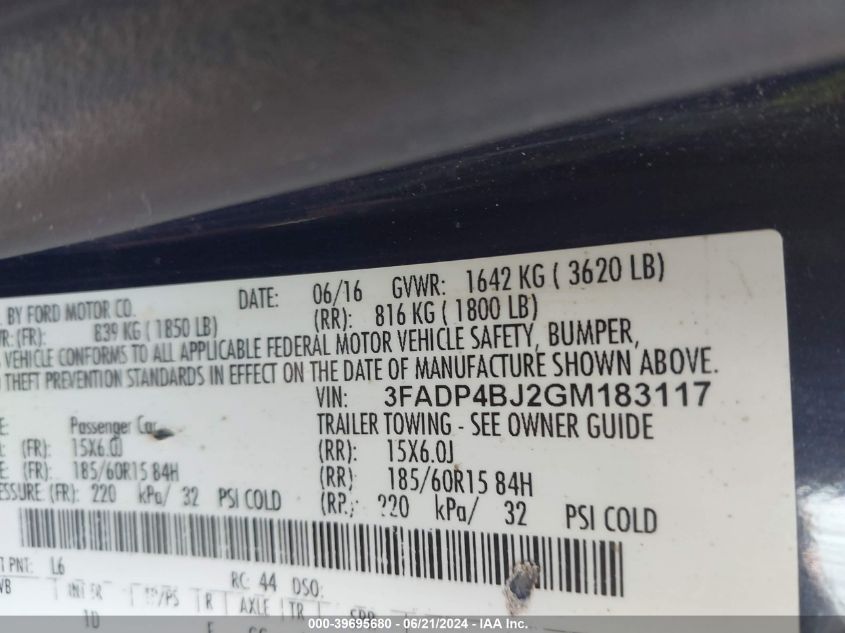 BY FORD MOTOR CO. DATE: 06/16 GVWR: 1642 KG ( 3620 LB)
(FR): 839 KG ( 1850 LB) (RR): 816 KG ( 1800 LB)
VEHICLE CONFORMS TO ALL APPLICABLE FEDERAL MOTOR VEHICLE SAFETY, BUMPER,
THEFT PREVENTION STANDARDS IN EFFECT ON THE DATE OF MANUFACTURE SHOWN ABOVE.
VIN: 3FADP4BJ2GM183117
Passenger Car TRAILER TOWING - SEE OWNER GUIDE
(FR): 15X6.0J (RR): 15X6.0J
(FR): 185/60R15 84H (RR) 185/60R15 84H
(FR): 220 kPa/ 32 PSI COLD 220 kPa/ 32 PSI COLD
PNT: L6 RC: 44 DSO:
R AXLE TR
000-39695680 - 06/21/2024 - IAA Inc.